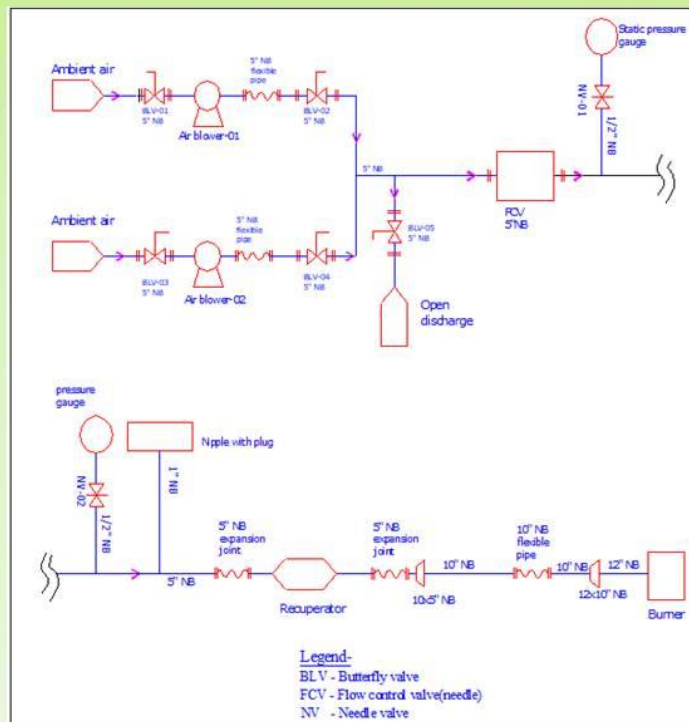 Static pressure
gauge
NV-01
1/2" NB
Ambient air
BLV-01
5" NB
Air blower-01
5" NB
flexible
pipe
BLV-02
5" NB
5" NB
FCV
5"NB
Ambient air
BLV-03
5" NB
Air blower-02
5" NB
flexible
pipe
BLV-04
5" NB
BLV-05
5" NB
Open
discharge
pressure
gauge
NV-02
1/2" NB
Nipple with plug
1" NB
5" NB
5" NB
expansion
joint
Recuperator
5" NB
expansion
joint
10x5" NB
10" NB
10" NB
flexible
pipe
10" NB
12x10" NB
12" NB
Burner
Legend-
BLV - Butterfly valve
FCV - Flow control valve(needle)
NV - Needle valve